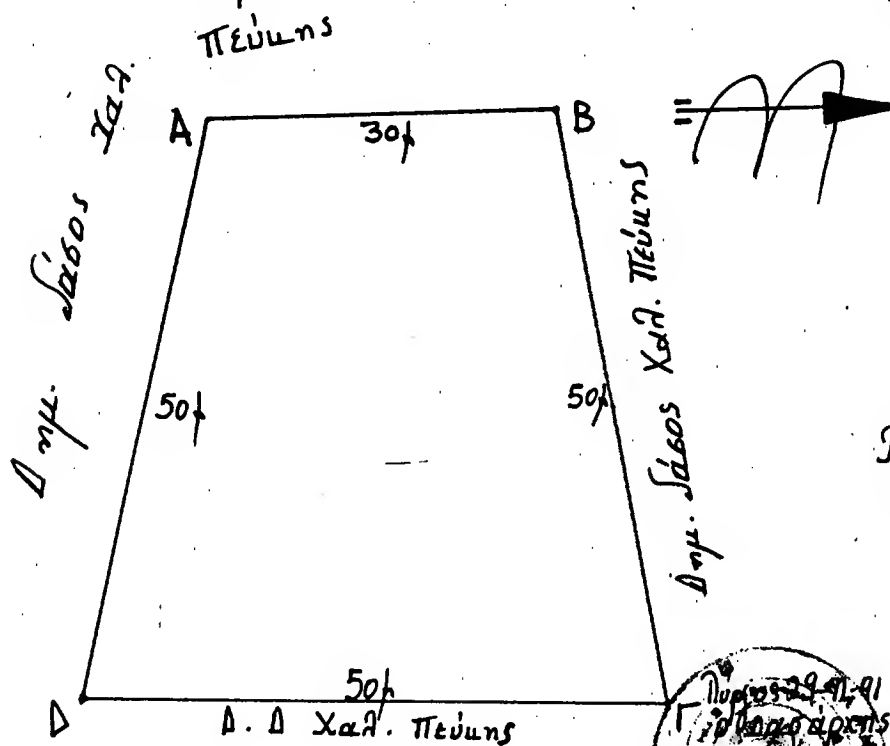 Πεύκης
Δημ. δάσος Χαλ.
Α
Β
30μ
50μ
50μ
Δημ. δάσος Χαλ. Πεύκης
Δ
50μ
Γ
Δ. Δ Χαλ. Πεύκης